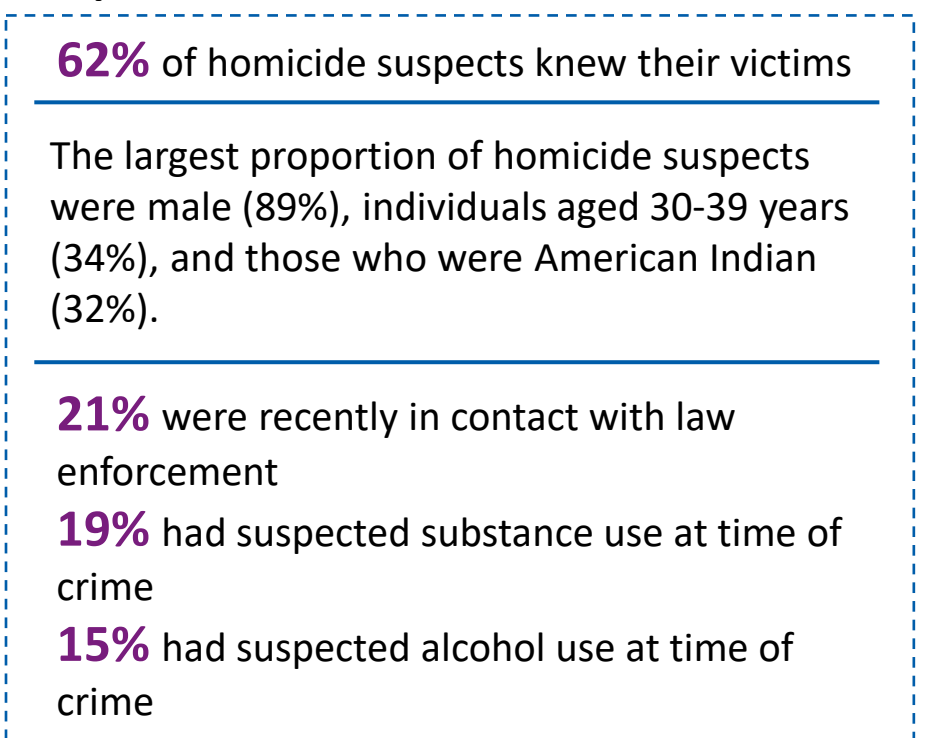 62% of homicide suspects knew their victims
The largest proportion of homicide suspects
were male (89%), individuals aged 30-39 years
(34%), and those who were American Indian
(32%).
21% were recently in contact with law
enforcement
19% had suspected substance use at time of
crime
15% had suspected alcohol use at time of
crime